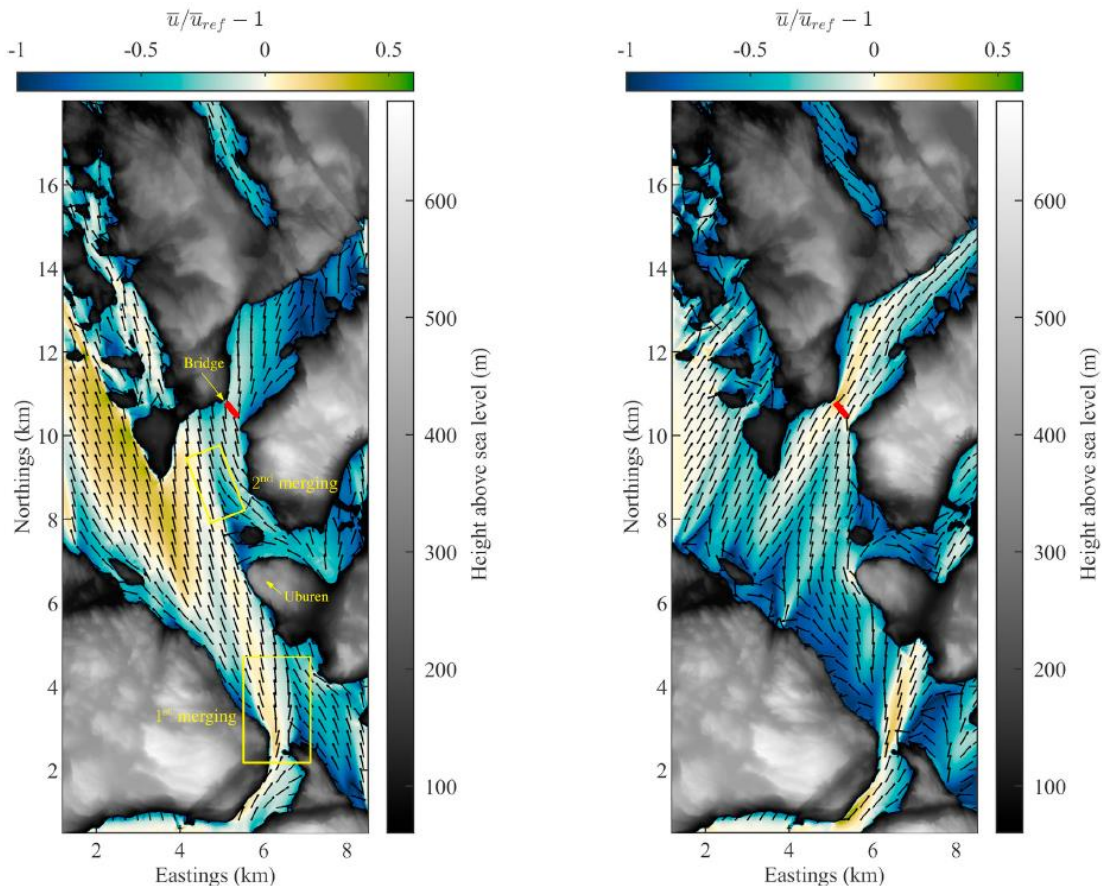 u̅/u̅_ref − 1
-1 -0.5 0 0.5
16
14
12
10
8
6
4
2
Northings (km)
Bridge
2nd merging
Uburen
1st merging
2 4 6 8
Eastings (km)
600
500
400
300
200
100
Height above sea level (m)
u̅/u̅_ref − 1
-1 -0.5 0 0.5
16
14
12
10
8
6
4
2
Northings (km)
2 4 6 8
Eastings (km)
600
500
400
300
200
100
Height above sea level (m)